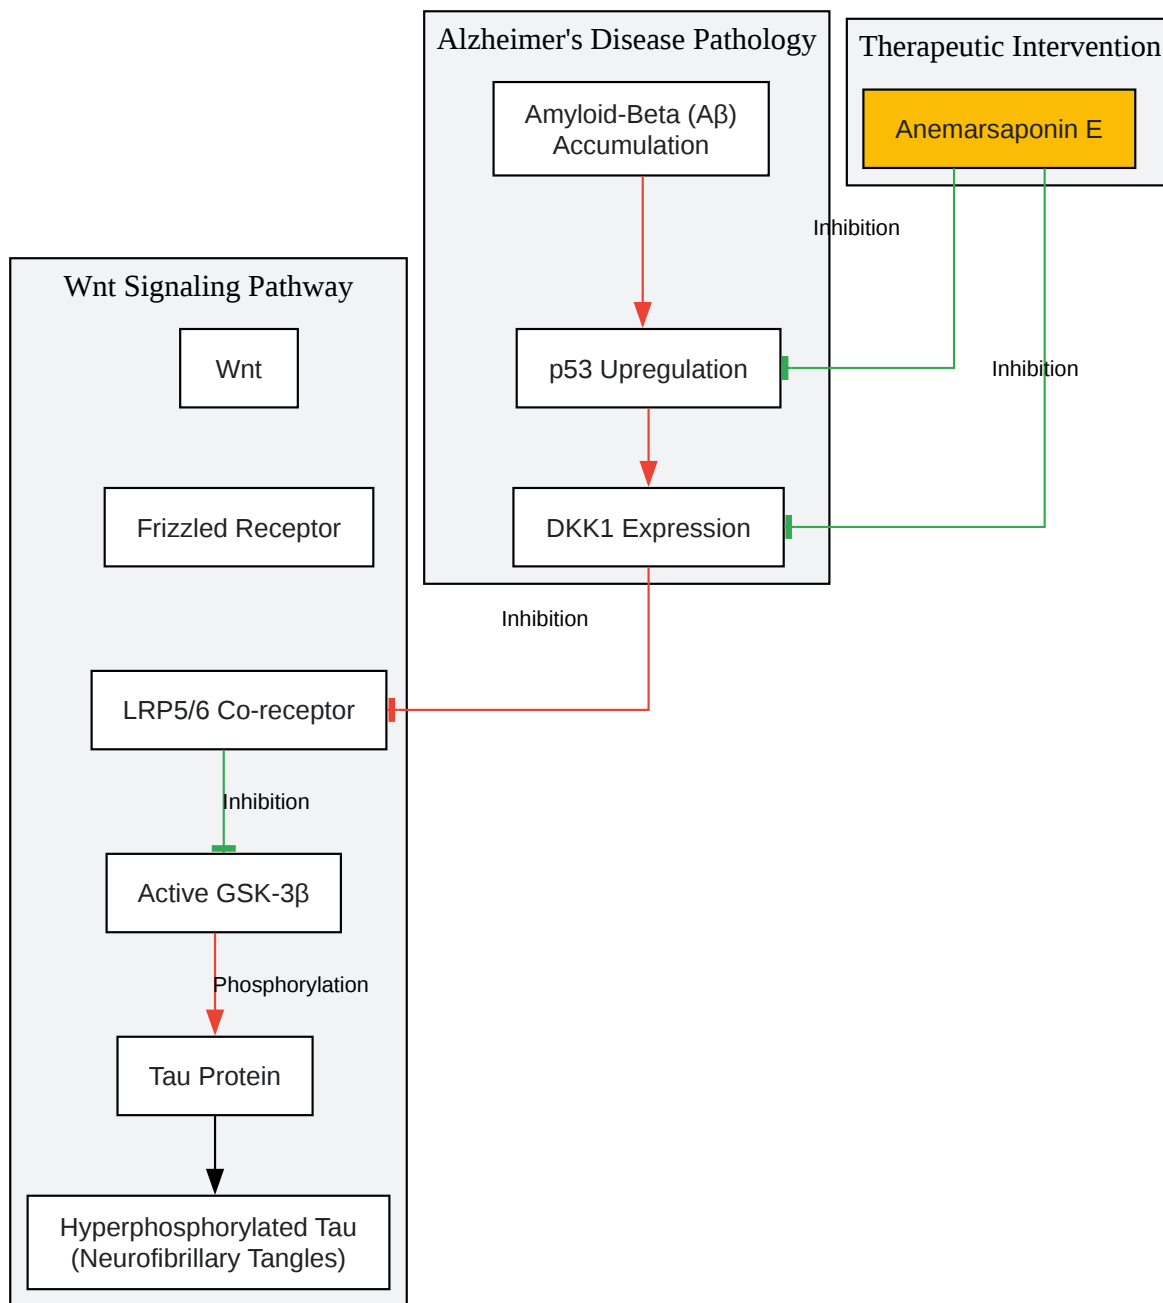 Alzheimer's Disease Pathology
Amyloid-Beta (Aβ)
Accumulation
p53 Upregulation
DKK1 Expression
Therapeutic Intervention
Anemarsaponin E
Inhibition
Inhibition
Inhibition
Wnt Signaling Pathway
Wnt
Frizzled Receptor
LRP5/6 Co-receptor
Inhibition
Active GSK-3β
Phosphorylation
Tau Protein
Hyperphosphorylated Tau
(Neurofibrillary Tangles)